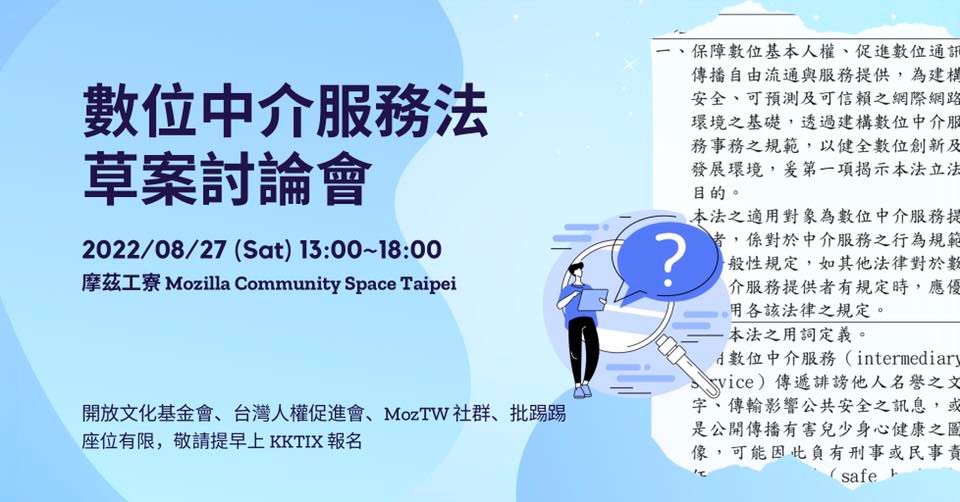 數位中介服務法
草案討論會
2022/08/27 (Sat) 13:00~18:00
摩茲工寮 Mozilla Community Space Taipei
開放文化基金會、台灣人權促進會、MozTW 社群、批踢踢
座位有限，敬請提早上 KKTIX 報名
?
一、保障數位基本人權、促進數位通訊
傳播自由流通與服務提供，為建構
安全、可預測及可信賴之網際網路
環境之基礎，透過建構數位中介服
務事務之規範，以健全數位創新及
發展環境，爰第一項揭示本法立法
目的。
本法之適用對象為數位中介服務提
者，係對於中介服務之行為規範
般性規定，如其他法律對於數
介服務提供者有規定時，應優
用各該法律之規定。
本法之用詞定義。
用數位中介服務（intermediary
service）傳遞誹謗他人名譽之文
字、傳輸影響公共安全之訊息，或
是公開傳播有害兒少身心健康之圖
像，可能因此負有刑事或民事責
（safe